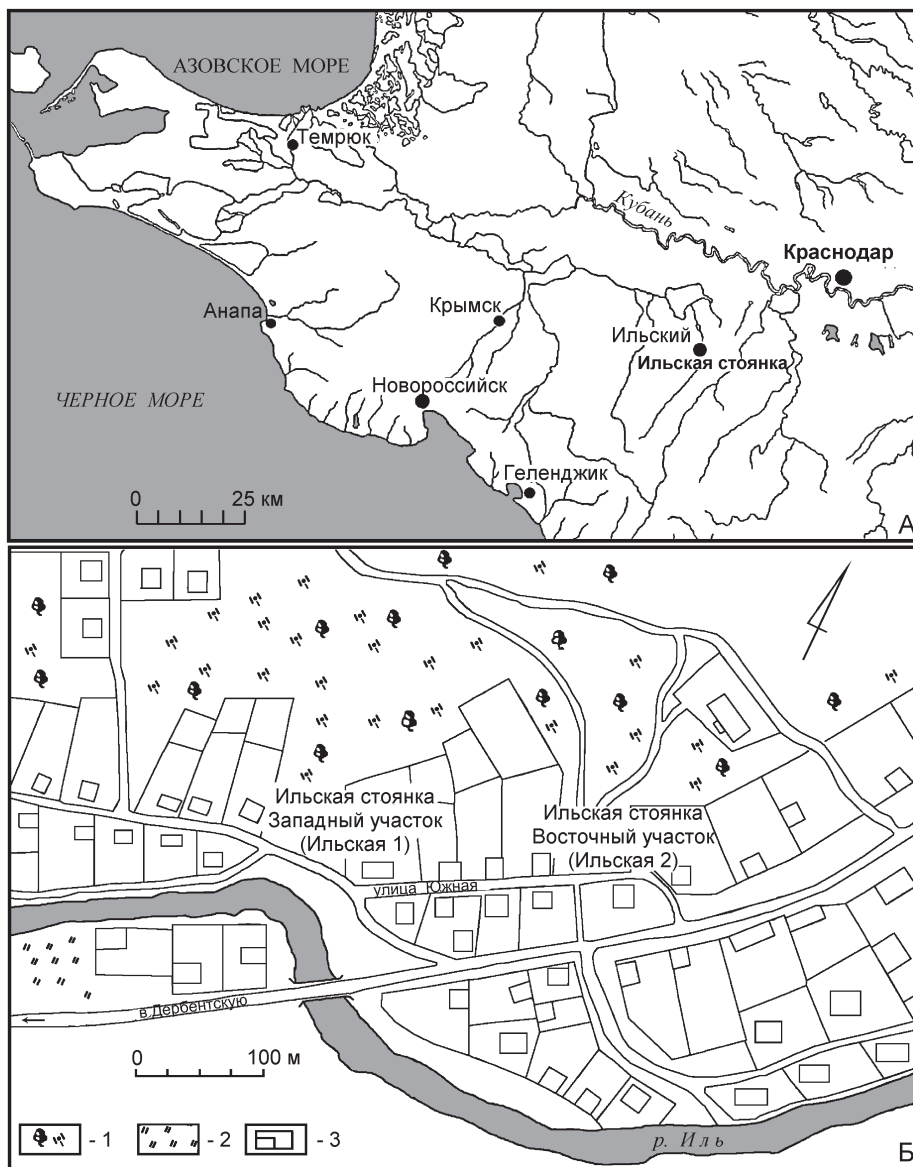 АЗОВСКОЕ МОРЕ
Темрюк
Кубань
Краснодар
Анапа
Крымск
Ильский
Ильская стоянка
Новороссийск
ЧЕРНОЕ МОРЕ
Геленджик
0 25 км
А
Ильская стоянка
Западный участок
(Ильская 1)
Ильская стоянка
Восточный участок
(Ильская 2)
улица Южная
в.Дербентскую
0 100 м
- 1
- 2
- 3
р. Иль
Б